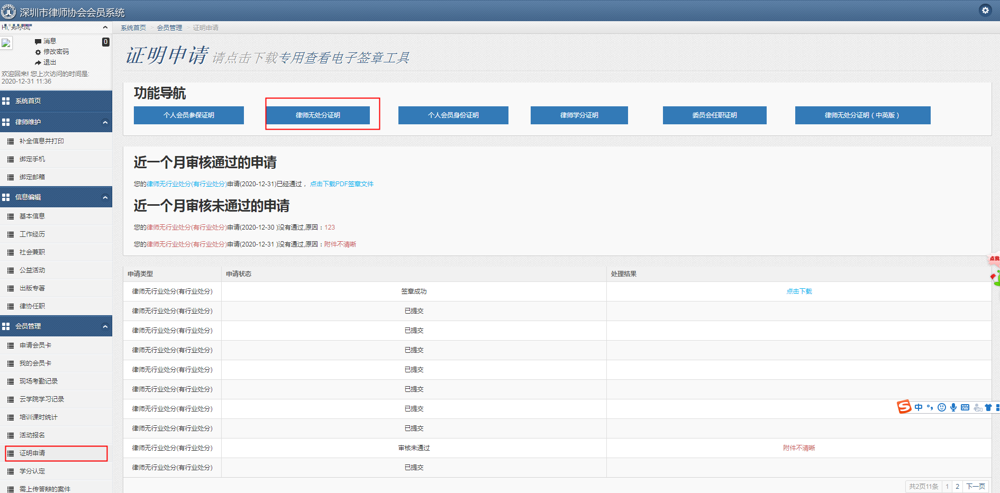 深圳市律师协会会员系统
Hi,
消息
0
修改密码
退出
欢迎回来! 您上次访问的时间是:
2020-12-31 11:36
系统首页
律师维护
补全信息并打印
绑定手机
绑定邮箱
信息编辑
基本信息
工作经历
社会兼职
公益活动
出版专著
律协任职
会员管理
申请会员卡
我的会员卡
现场考勤记录
云学院学习记录
培训课时统计
活动报名
证明申请
学分认定
需上传答辩的案件
系统首页 > 会员管理 > 证明申请
证明申请 请点击下载专用查看电子签章工具
功能导航
个人会员参保证明
律师无处分证明
个人会员身份证明
律师学分证明
委员会任职证明
律师无处分证明（中英版）
近一个月审核通过的申请
您的律师无行业处分(有行业处分)申请(2020-12-31)已经通过， 点击下载PDF签章文件
近一个月审核未通过的申请
您的律师无行业处分(有行业处分)申请(2020-12-30 )没有通过,原因：123
您的律师无行业处分(有行业处分)申请(2020-12-31 )没有通过,原因：附件不清晰
申请类型 申请状态 处理结果
律师无行业处分(有行业处分) 签章成功 点击下载
律师无行业处分(有行业处分) 已提交
律师无行业处分(有行业处分) 已提交
律师无行业处分(有行业处分) 已提交
律师无行业处分(有行业处分) 已提交
律师无行业处分(有行业处分) 已提交
律师无行业处分(有行业处分) 已提交
律师无行业处分(有行业处分) 已提交
律师无行业处分(有行业处分) 审核未通过 附件不清晰
律师无行业处分(有行业处分) 已提交
共2页11条 1 2 下一页
点我
中